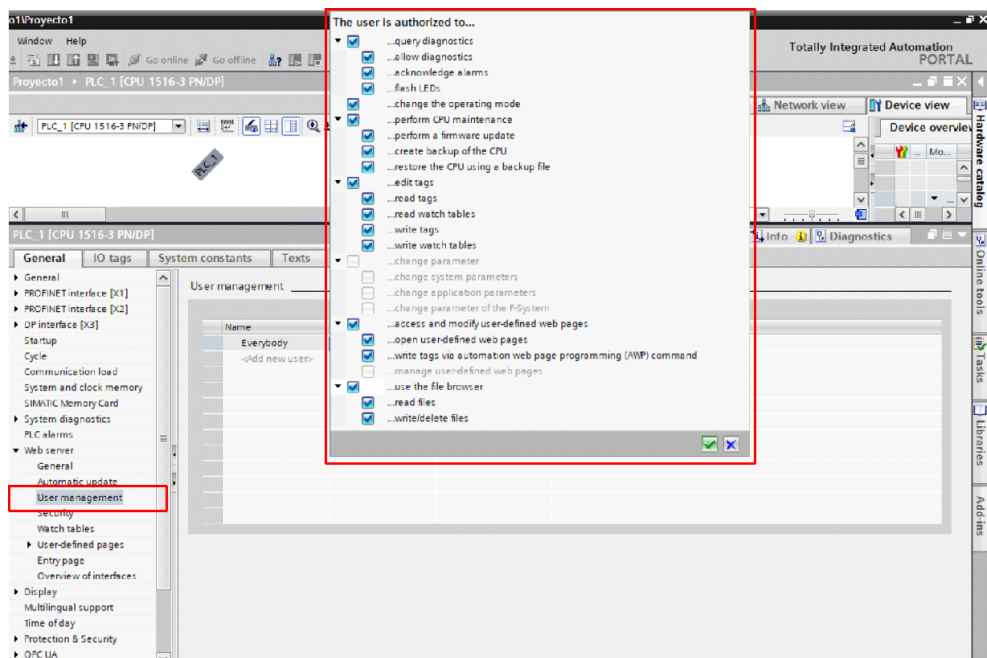 o1\Proyecto1
Window Help
Totally Integrated Automation
PORTAL
Go online Go offline
Proyecto1 PLC_1 [CPU 1516-3 PN/DP]
Network view Device view
PLC_1 [CPU 1516-3 PN/DP]
Device overview
PLC_1
... Mo...
PLC_1 [CPU 1516-3 PN/DP]
Info Diagnostics
General IO tags System constants Texts
General
PROFINET interface [X1]
PROFINET interface [X2]
DP interface [X3]
Startup
Cycle
Communication load
System and clock memory
SIMATIC Memory Card
System diagnostics
PLC alarms
Web server
General
Automatic update
User management
Security
Watch tables
User-defined pages
Entry page
Overview of interfaces
Display
Multilingual support
Time of day
Protection & Security
OPC UA
User management
Name
Everybody
<Add new user>
The user is authorized to...
...query diagnostics
...allow diagnostics
...acknowledge alarms
...flash LEDs
...change the operating mode
...perform CPU maintenance
...perform a firmware update
...create backup of the CPU
...restore the CPU using a backup file
...edit tags
...read tags
...read watch tables
...write tags
...write watch tables
...change parameter
...change system parameters
...change application parameters
...change parameter of the F-System
...access and modify user-defined web pages
...open user-defined web pages
...write tags via automation web page programming (AWP) command
...manage user-defined web pages
...use the file browser
...read files
...write/delete files
Hardware catalog
Online tools
Tasks
Libraries
Add-ins